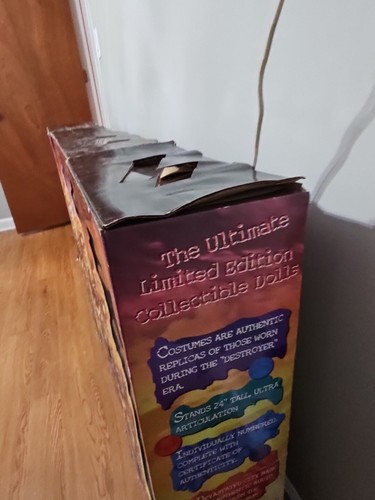 The Ultimate
Limited Edition
Collectible Dolls
COSTUMES ARE AUTHENTIC
REPLICAS OF THOSE WORN
DURING THE "DESTROYER"
ERA.
STANDS 24" TALL, ULTRA
ARTICULATION
INDIVIDUALLY NUMBERED,
COMPLETE WITH
CERTIFICATE OF
AUTHENTICITY.